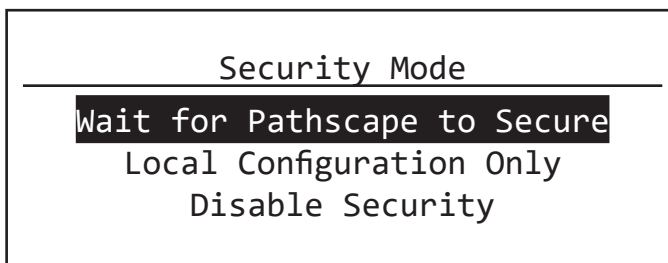 Security Mode
Wait for Pathscape to Secure
Local Configuration Only
Disable Security